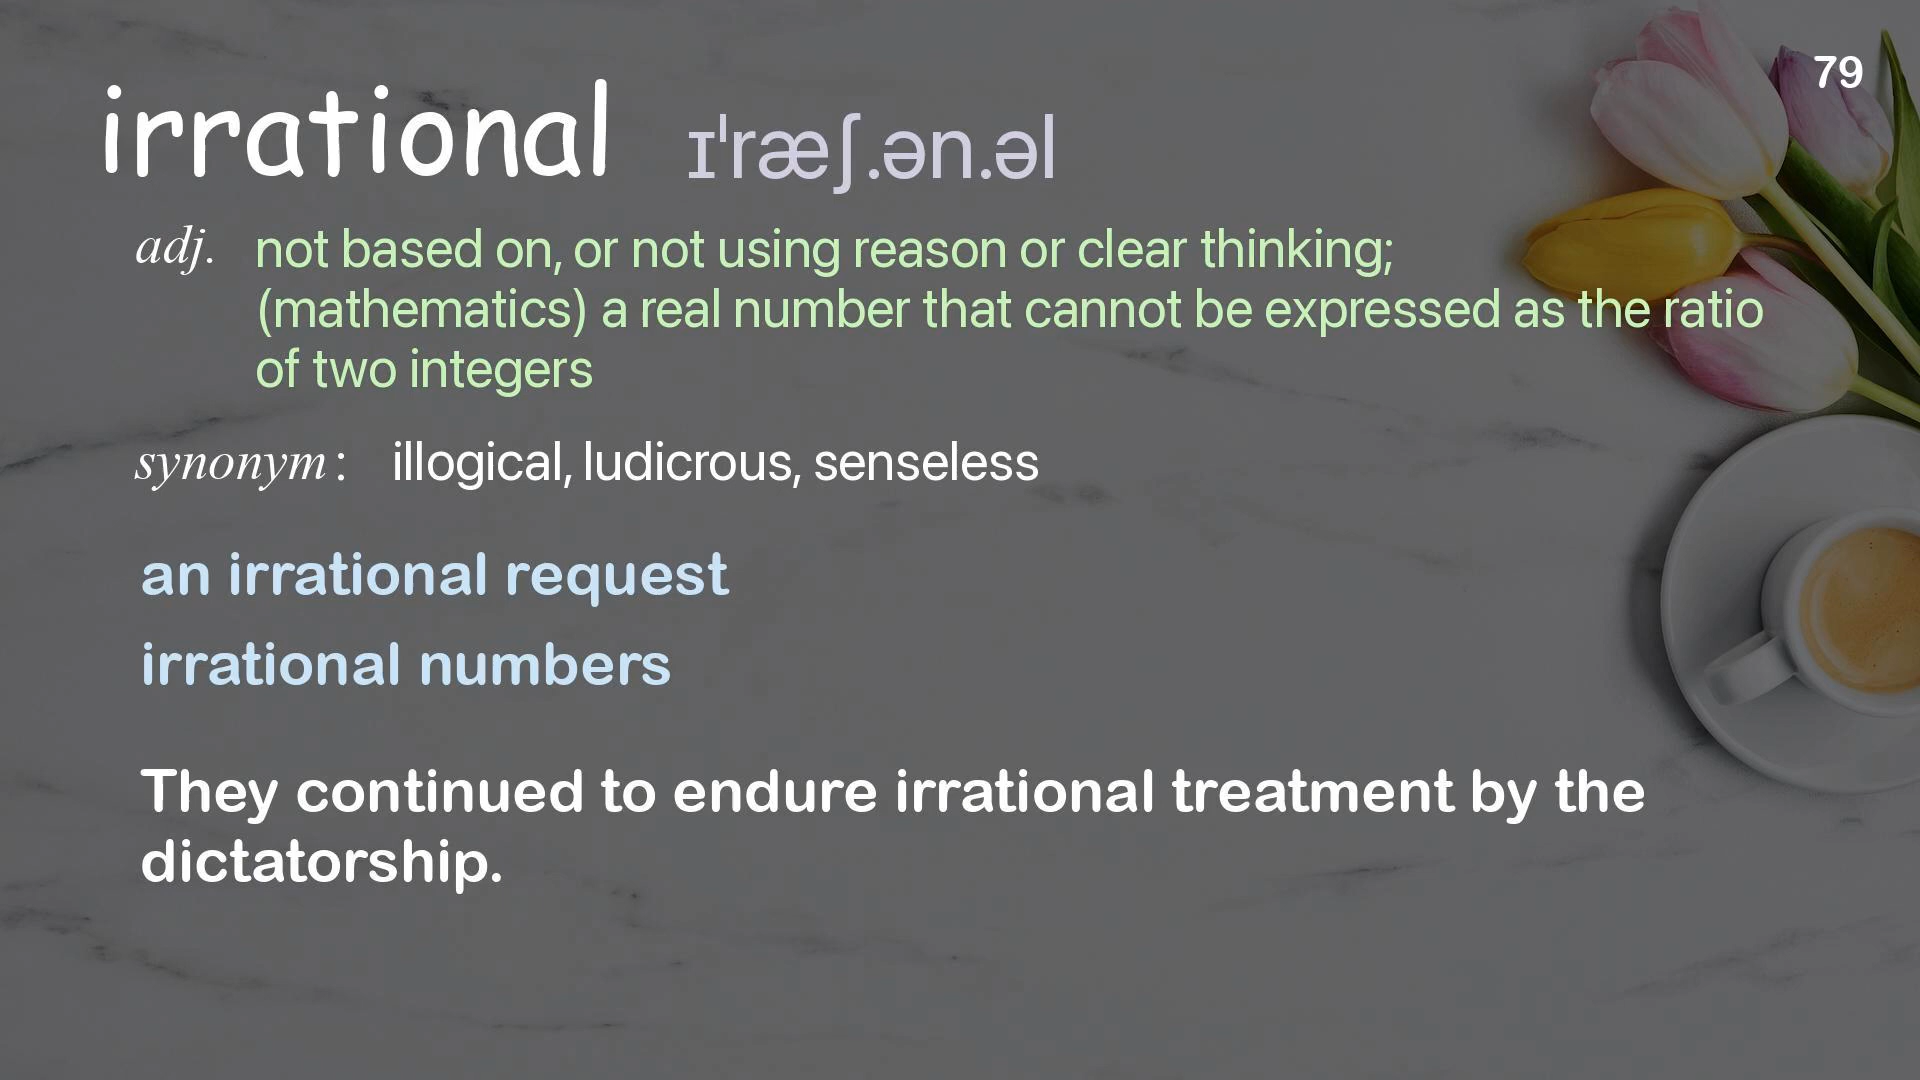 79
irrational ɪˈræʃ.ən.əl
adj. not based on, or not using reason or clear thinking;
(mathematics) a real number that cannot be expressed as the ratio
of two integers
synonym : illogical, ludicrous, senseless
an irrational request
irrational numbers
They continued to endure irrational treatment by the
dictatorship.